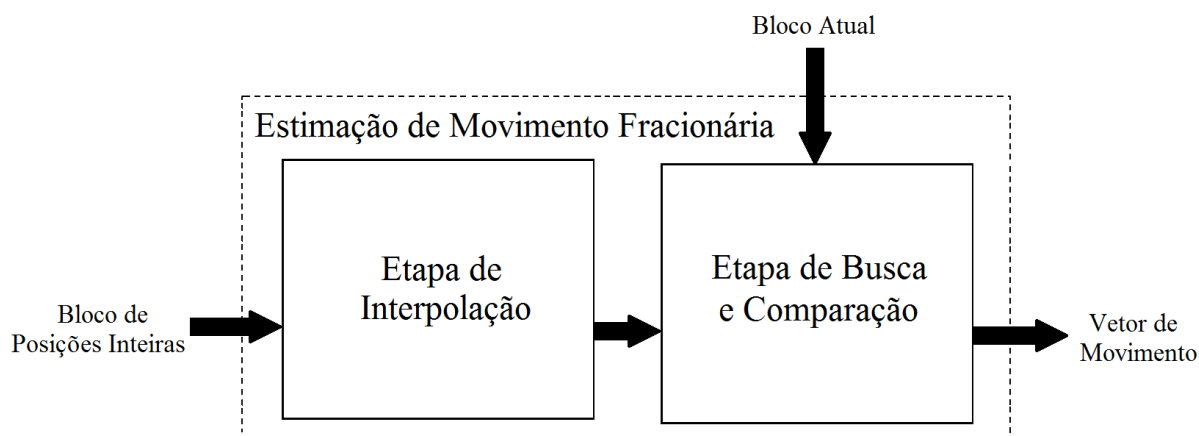 Bloco Atual
Estimação de Movimento Fracionária
Etapa de
Interpolação
Etapa de Busca
e Comparação
Bloco de
Posições Inteiras
Vetor de
Movimento